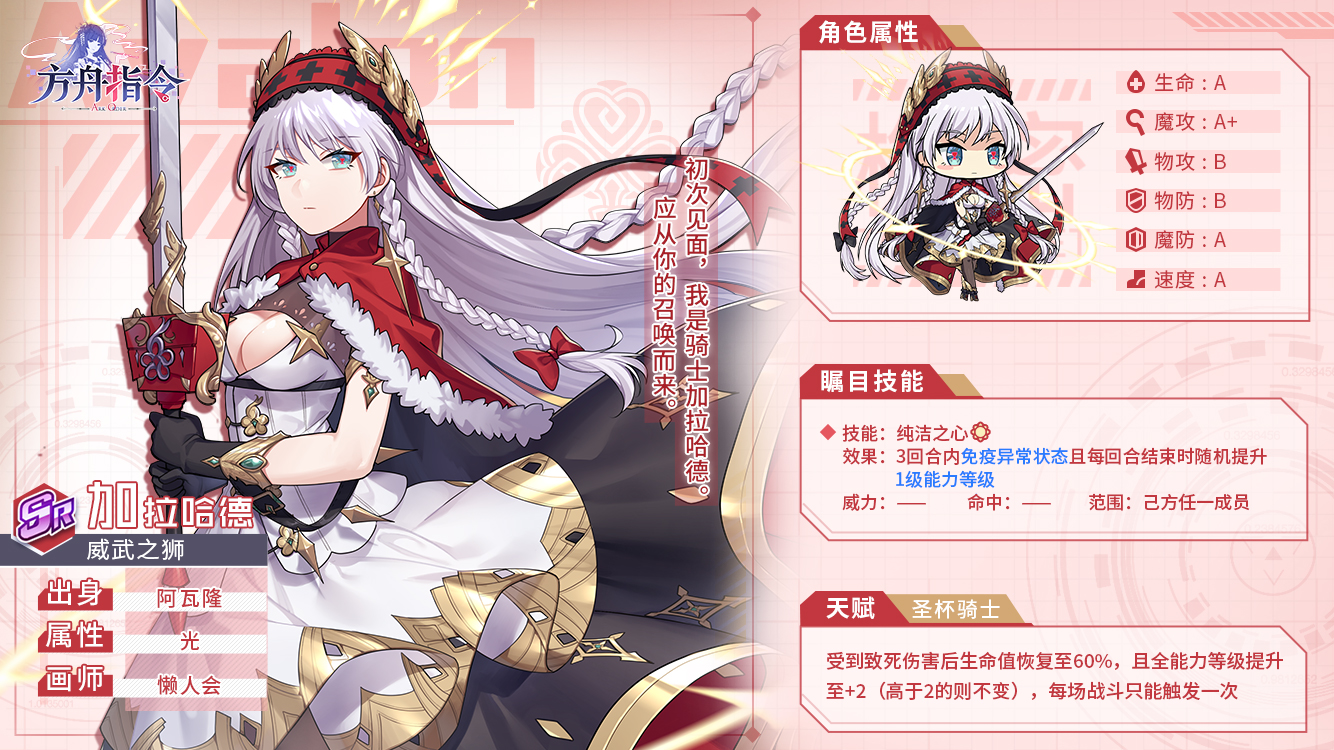 方舟指令
ARK ORDER
初次见面，我是骑士加拉哈德。
应从你的召唤而来。
SR
加拉哈德
威武之狮
出身 阿瓦隆
属性 光
画师 懒人会
角色属性
生命：A
魔攻：A+
物攻：B
物防：B
魔防：A
速度：A
瞩目技能
技能：纯洁之心
效果：3回合内免疫异常状态且每回合结束时随机提升
1级能力等级
威力：—— 命中：—— 范围：己方任一成员
天赋 圣杯骑士
受到致死伤害后生命值恢复至60%，且全能力等级提升
至+2（高于2的则不变），每场战斗只能触发一次